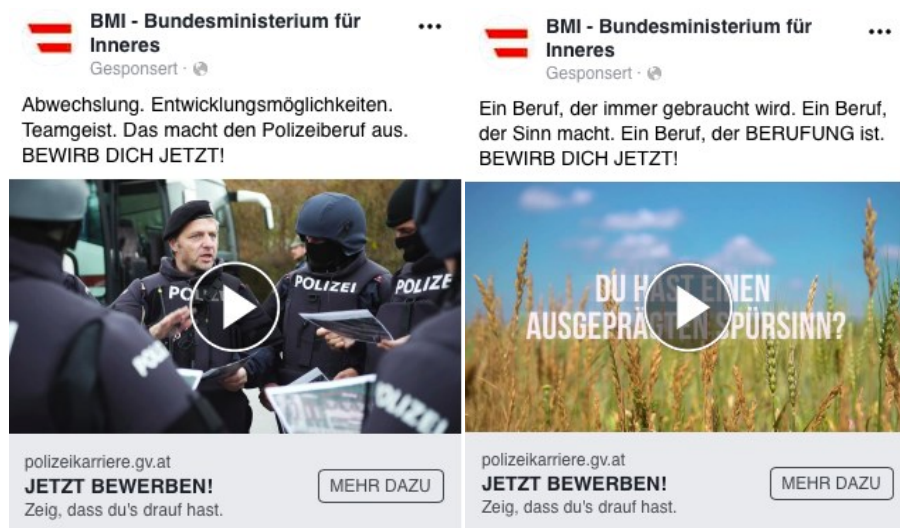 BMI - Bundesministerium für
Inneres
Gesponsert ·
Abwechslung. Entwicklungsmöglichkeiten.
Teamgeist. Das macht den Polizeiberuf aus.
BEWIRB DICH JETZT!
POLIZEI
POLIZE
POLIZEI
polizeikarriere.gv.at
JETZT BEWERBEN!
Zeig, dass du's drauf hast.
MEHR DAZU
BMI - Bundesministerium für
Inneres
Gesponsert ·
Ein Beruf, der immer gebraucht wird. Ein Beruf,
der Sinn macht. Ein Beruf, der BERUFUNG ist.
BEWIRB DICH JETZT!
DU HAST EINEN
AUSGEPRÄGTEN SPÜRSINN?
polizeikarriere.gv.at
JETZT BEWERBEN!
Zeig, dass du's drauf hast.
MEHR DAZU